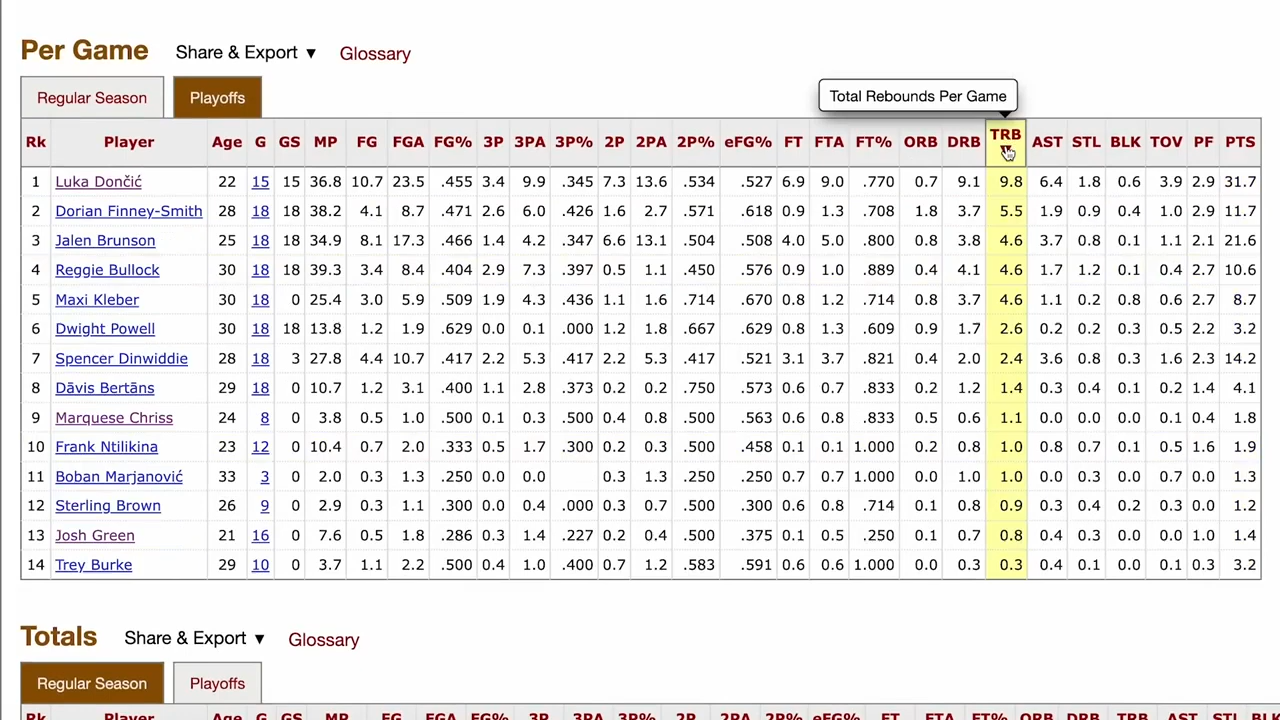 Per Game Share & Export ▼ Glossary
Regular Season Playoffs
Total Rebounds Per Game
Rk Player Age G GS MP FG FGA FG% 3P 3PA 3P% 2P 2PA 2P% eFG% FT FTA FT% ORB DRB TRB AST STL BLK TOV PF PTS
1 Luka Dončić 22 15 15 36.8 10.7 23.5 .455 3.4 9.9 .345 7.3 13.6 .534 .527 6.9 9.0 .770 0.7 9.1 9.8 6.4 1.8 0.6 3.9 2.9 31.7
2 Dorian Finney-Smith 28 18 18 38.2 4.1 8.7 .471 2.6 6.0 .426 1.6 2.7 .571 .618 0.9 1.3 .708 1.8 3.7 5.5 1.9 0.9 0.4 1.0 2.9 11.7
3 Jalen Brunson 25 18 18 34.9 8.1 17.3 .466 1.4 4.2 .347 6.6 13.1 .504 .508 4.0 5.0 .800 0.8 3.8 4.6 3.7 0.8 0.1 1.1 2.1 21.6
4 Reggie Bullock 30 18 18 39.3 3.4 8.4 .404 2.9 7.3 .397 0.5 1.1 .450 .576 0.9 1.0 .889 0.4 4.1 4.6 1.7 1.2 0.1 0.4 2.7 10.6
5 Maxi Kleber 30 18 0 25.4 3.0 5.9 .509 1.9 4.3 .436 1.1 1.6 .714 .670 0.8 1.2 .714 0.8 3.7 4.6 1.1 0.2 0.8 0.6 2.7 8.7
6 Dwight Powell 30 18 18 13.8 1.2 1.9 .629 0.0 0.1 .000 1.2 1.8 .667 .629 0.8 1.3 .609 0.9 1.7 2.6 0.2 0.2 0.3 0.5 2.2 3.2
7 Spencer Dinwiddie 28 18 3 27.8 4.4 10.7 .417 2.2 5.3 .417 2.2 5.3 .417 .521 3.1 3.7 .821 0.4 2.0 2.4 3.6 0.8 0.3 1.6 2.3 14.2
8 Dāvis Bertāns 29 18 0 10.7 1.2 3.1 .400 1.1 2.8 .373 0.2 0.2 .750 .573 0.6 0.7 .833 0.2 1.2 1.4 0.3 0.4 0.1 0.2 1.4 4.1
9 Marquese Chriss 24 8 0 3.8 0.5 1.0 .500 0.1 0.3 .500 0.4 0.8 .500 .563 0.6 0.8 .833 0.5 0.6 1.1 0.0 0.0 0.0 0.1 0.4 1.8
10 Frank Ntilikina 23 12 0 10.4 0.7 2.0 .333 0.5 1.7 .300 0.2 0.3 .500 .458 0.1 0.1 1.000 0.2 0.8 1.0 0.8 0.7 0.1 0.5 1.6 1.9
11 Boban Marjanović 33 3 0 2.0 0.3 1.3 .250 0.0 0.0 0.3 1.3 .250 .250 0.7 0.7 1.000 0.0 1.0 1.0 0.0 0.3 0.0 0.7 0.0 1.3
12 Sterling Brown 26 9 0 2.9 0.3 1.1 .300 0.0 0.4 .000 0.3 0.7 .500 .300 0.6 0.8 .714 0.1 0.8 0.9 0.3 0.4 0.2 0.3 0.0 1.2
13 Josh Green 21 16 0 7.6 0.5 1.8 .286 0.3 1.4 .227 0.2 0.4 .500 .375 0.1 0.5 .250 0.1 0.7 0.8 0.4 0.3 0.0 0.0 1.0 1.4
14 Trey Burke 29 10 0 3.7 1.1 2.2 .500 0.4 1.0 .400 0.7 1.2 .583 .591 0.6 0.6 1.000 0.0 0.3 0.3 0.4 0.1 0.0 0.1 0.3 3.2
Totals Share & Export ▼ Glossary
Regular Season Playoffs
Rk Player Age G GS MP FG FGA FG% 3P 3PA 3P% 2P 2PA 2P% eFG% FT FTA FT% ORB DRB TRB AST STL BLK